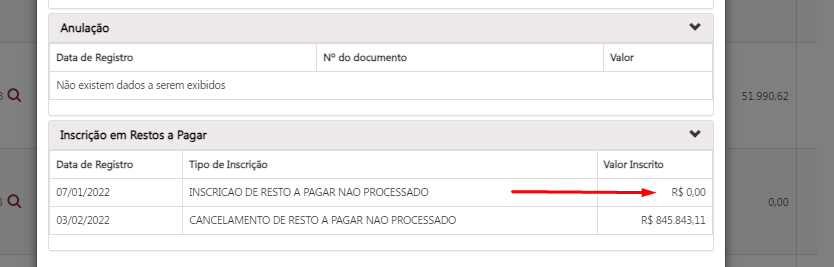 Anulação
Data de Registro Nº do documento Valor
Não existem dados a serem exibidos
51.990,62
Inscrição em Restos a Pagar
Data de Registro Tipo de Inscrição Valor Inscrito
07/01/2022 INSCRICAO DE RESTO A PAGAR NAO PROCESSADO R$ 0,00
0,00
03/02/2022 CANCELAMENTO DE RESTO A PAGAR NAO PROCESSADO R$ 845.843,11